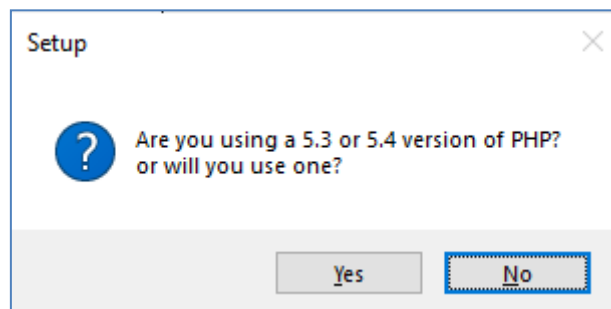 Setup
Are you using a 5.3 or 5.4 version of PHP?
or will you use one?
Yes
No